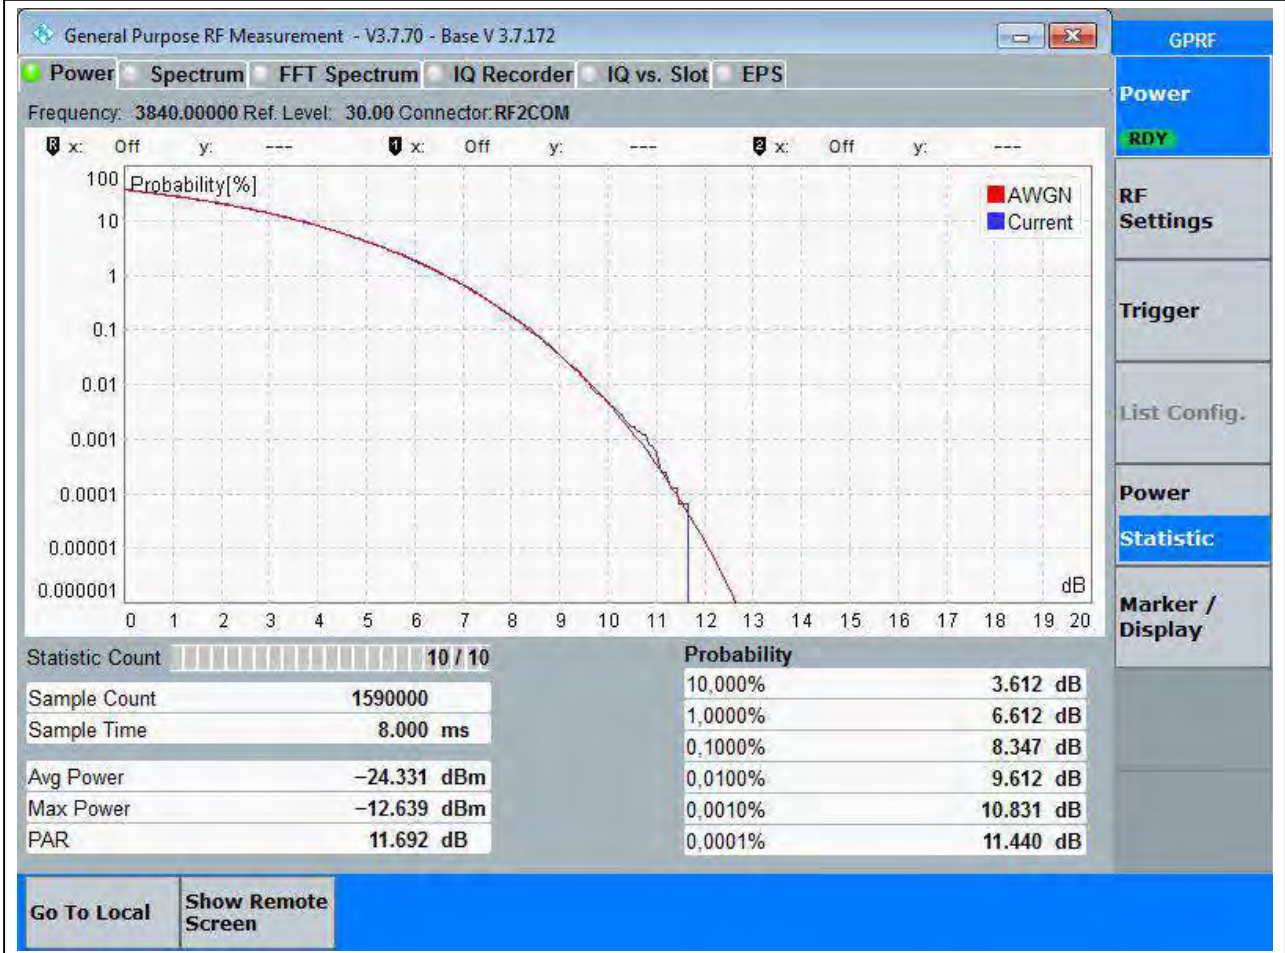 General Purpose RF Measurement - V3.7.70 - Base V 3.7.172
GPRF
Power Spectrum FFT Spectrum IQ Recorder IQ vs. Slot EPS
Frequency: 3840.00000 Ref. Level: 30.00 Connector:RF2COM
R x: Off y: --- 1 x: Off y: --- 2 x: Off y: ---
Probability[%]
AWGN
Current
100
10
1
0.1
0.01
0.001
0.0001
0.00001
0.000001
dB
0 1 2 3 4 5 6 7 8 9 10 11 12 13 14 15 16 17 18 19 20
Statistic Count 10 / 10
Sample Count 1590000
Sample Time 8.000 ms
Avg Power −24.331 dBm
Max Power −12.639 dBm
PAR 11.692 dB
Probability
10,000% 3.612 dB
1,0000% 6.612 dB
0,1000% 8.347 dB
0,0100% 9.612 dB
0,0010% 10.831 dB
0,0001% 11.440 dB
Power
RDY
RF
Settings
Trigger
List Config.
Power
Statistic
Marker /
Display
Go To Local
Show Remote
Screen